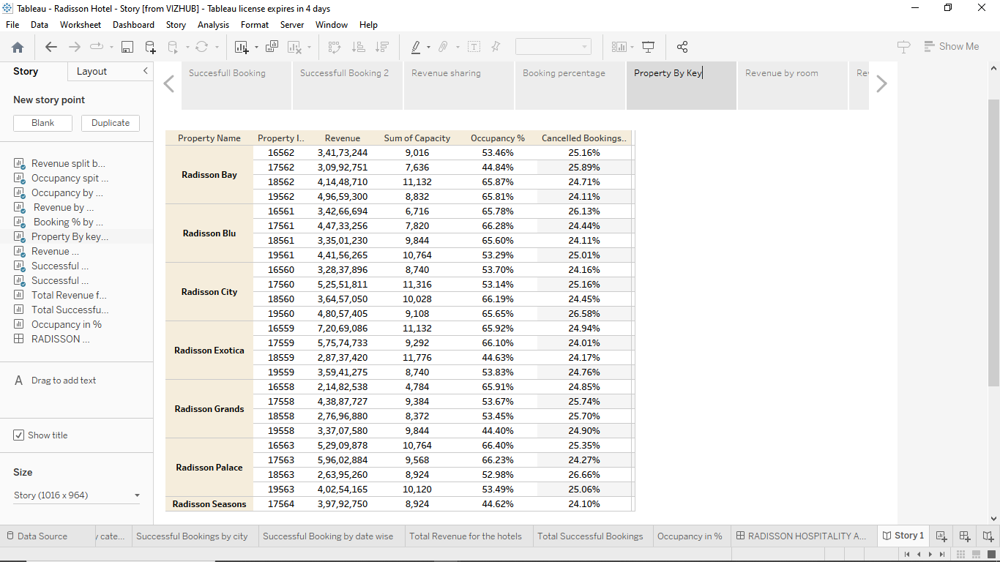 Tableau - Radisson Hotel - Story [from VIZHUB] - Tableau license expires in 4 days
File Data Worksheet Dashboard Story Analysis Format Server Window Help
Show Me
Story Layout
New story point
Blank Duplicate
Revenue split b...
Occupancy spit ...
Occupancy by ...
Revenue by ...
Booking % by ...
Property By key...
Revenue ...
Successful ...
Successful ...
Total Revenue f...
Total Successfu...
Occupancy in %
RADISSON ...
A Drag to add text
Show title
Size
Story (1016 x 964)
Succesfull Booking Successfull Booking 2 Revenue sharing Booking percentage Property By Key Revenue by room Rev
Property Name Property I.. Revenue Sum of Capacity Occupancy % Cancelled Bookings..
Radisson Bay
16562 3,41,73,244 9,016 53.46% 25.16%
17562 3,09,92,751 7,636 44.84% 25.89%
18562 4,14,48,710 11,132 65.87% 24.71%
19562 4,96,59,300 8,832 65.81% 24.11%
Radisson Blu
16561 3,42,66,694 6,716 65.78% 26.13%
17561 4,47,33,256 7,820 66.28% 24.44%
18561 3,35,01,230 9,844 65.60% 24.11%
19561 4,41,56,265 10,764 53.29% 25.01%
Radisson City
16560 3,28,37,896 8,740 53.70% 24.16%
17560 5,25,51,811 11,316 53.14% 25.16%
18560 3,64,57,050 10,028 66.19% 24.45%
19560 4,80,57,405 9,108 65.65% 26.58%
Radisson Exotica
16559 7,20,69,086 11,132 65.92% 24.94%
17559 5,75,74,733 9,292 66.10% 24.01%
18559 2,87,37,420 11,776 44.63% 24.17%
19559 3,59,41,275 8,740 53.83% 24.76%
Radisson Grands
16558 2,14,82,538 4,784 65.91% 24.85%
17558 4,38,87,727 9,384 53.67% 25.74%
18558 2,76,96,880 8,372 53.45% 25.70%
19558 3,37,07,580 9,844 44.40% 24.90%
Radisson Palace
16563 5,29,09,878 10,764 66.40% 25.35%
17563 5,96,02,884 9,568 66.23% 24.27%
18563 2,63,95,260 8,924 52.98% 26.66%
19563 4,02,54,165 10,120 53.49% 25.06%
Radisson Seasons 17564 3,97,92,750 8,924 44.62% 24.10%
Data Source y cate... Successful Bookings by city Successful Booking by date wise Total Revenue for the hotels Total Successful Bookings Occupancy in % RADISSON HOSPITALITY A... Story 1